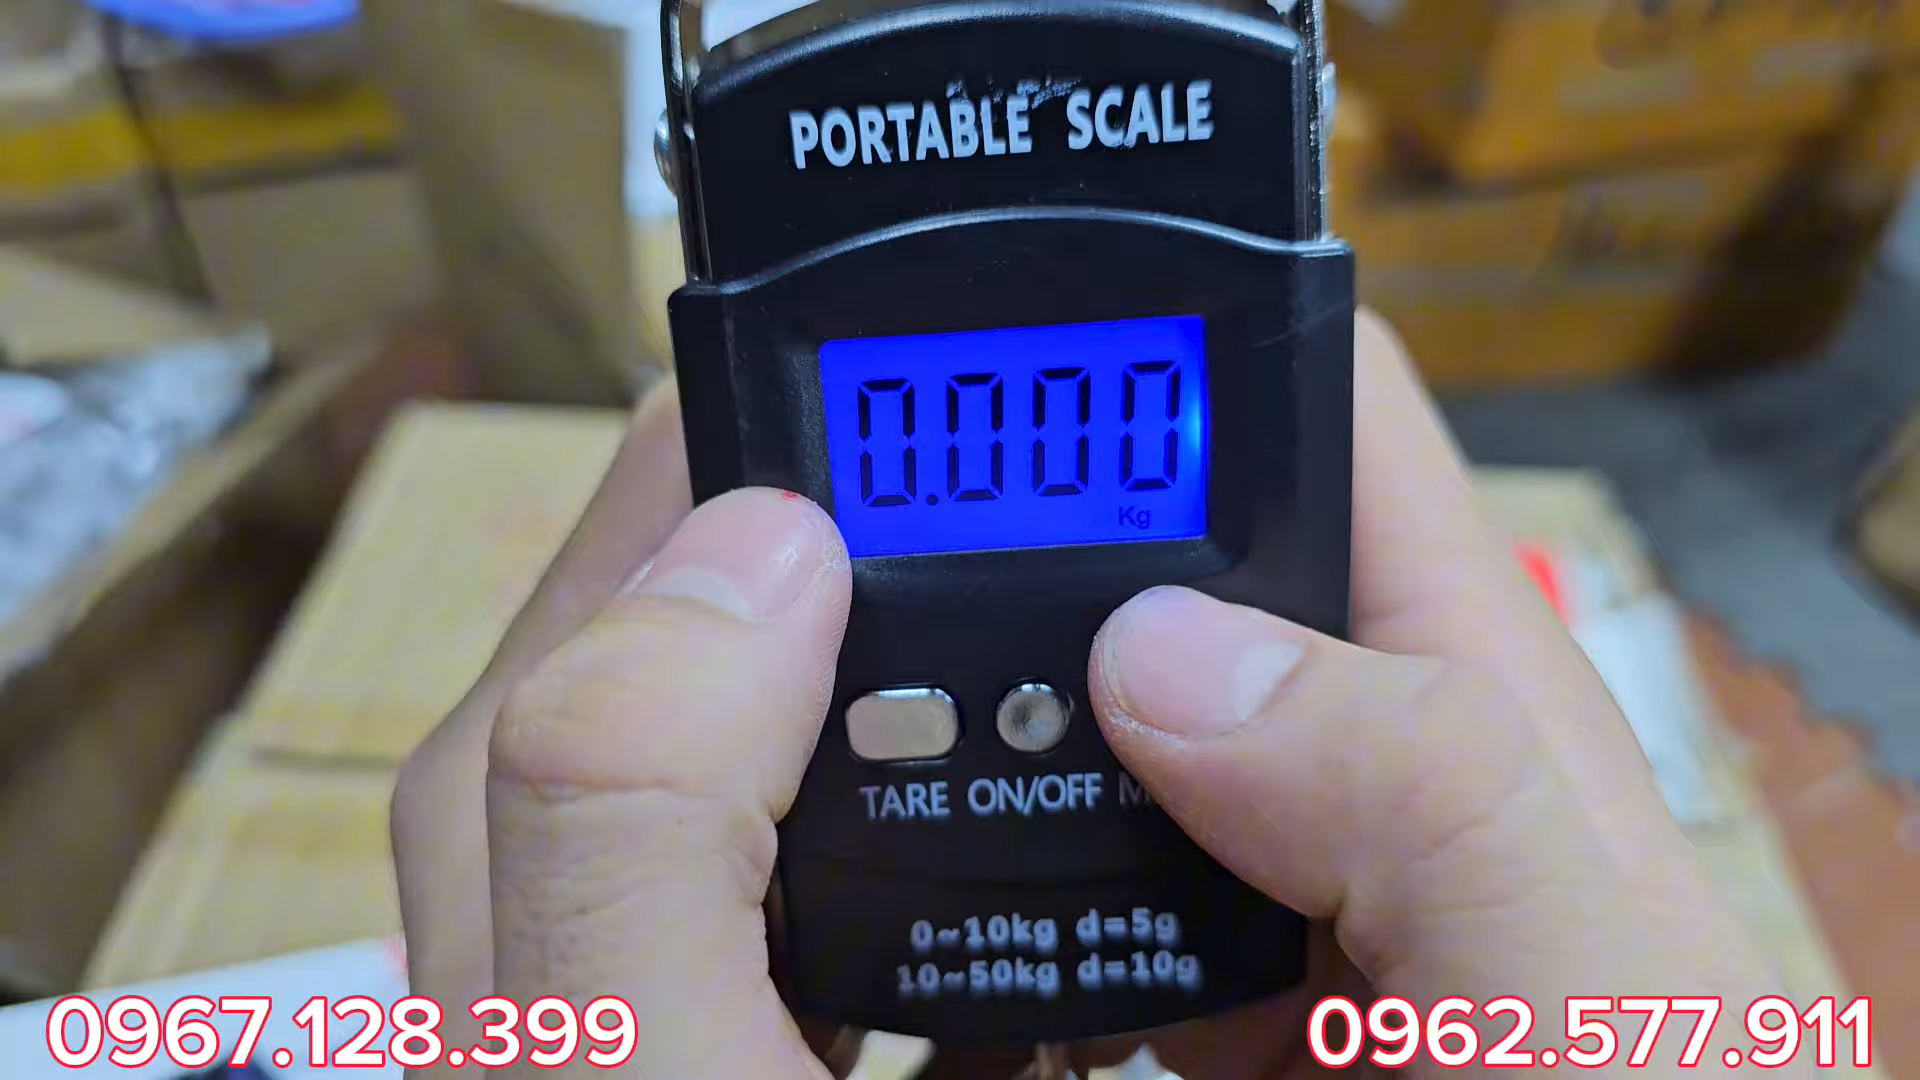 PORTABLE SCALE
0.000
Kg
TARE ON/OFF
0~10kg d=5g
10~50kg d=10g
0967.128.399
0962.577.911